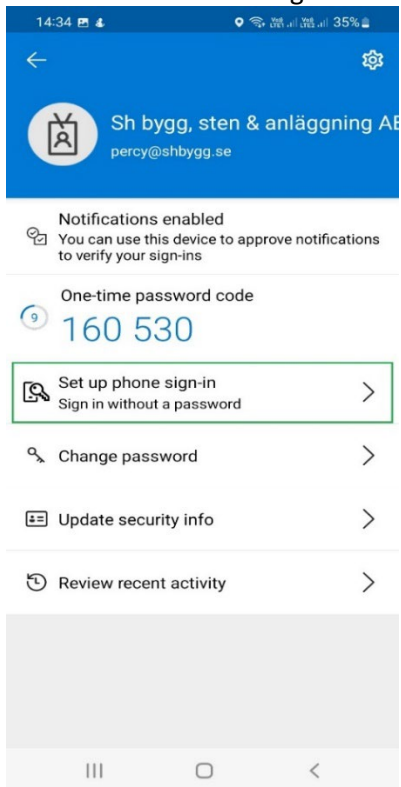 14:34 35%
Sh bygg, sten & anläggning AB
percy@shbygg.se
Notifications enabled
You can use this device to approve notifications
to verify your sign-ins
One-time password code
9
160 530
Set up phone sign-in
Sign in without a password
Change password
Update security info
Review recent activity